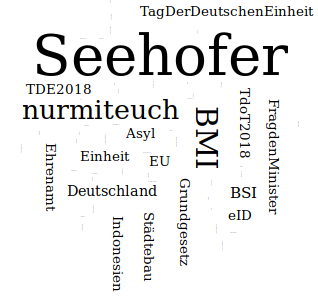 TagDerDeutschenEinheit
Seehofer
TDE2018
nurmiteuch
BMI
TdoT2018
FragdenMinister
Asyl
Ehrenamt
Einheit
EU
Deutschland
Grundgesetz
BSI
eID
Indonesien
Städtebau